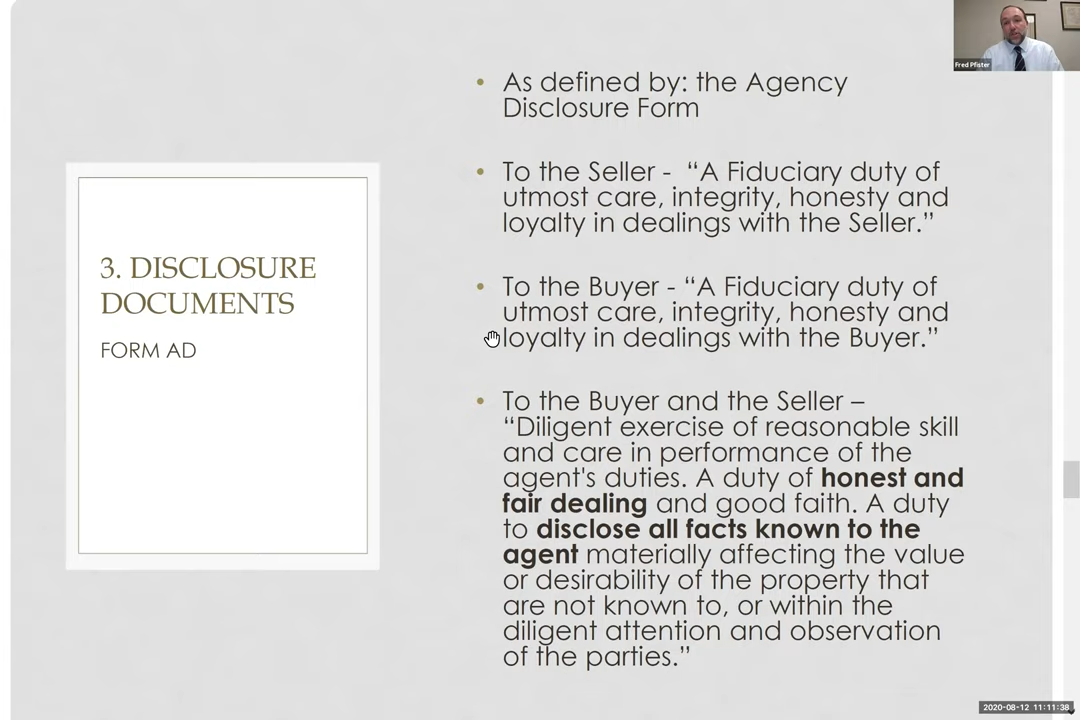 3. DISCLOSURE
DOCUMENTS
FORM AD
• As defined by: the Agency
Disclosure Form
• To the Seller - “A Fiduciary duty of
utmost care, integrity, honesty and
loyalty in dealings with the Seller.”
• To the Buyer - “A Fiduciary duty of
utmost care, integrity, honesty and
loyalty in dealings with the Buyer.”
• To the Buyer and the Seller –
“Diligent exercise of reasonable skill
and care in performance of the
agent's duties. A duty of honest and
fair dealing and good faith. A duty
to disclose all facts known to the
agent materially affecting the value
or desirability of the property that
are not known to, or within the
diligent attention and observation
of the parties.”
Fred Pfister
2020-08-12 11:11:38